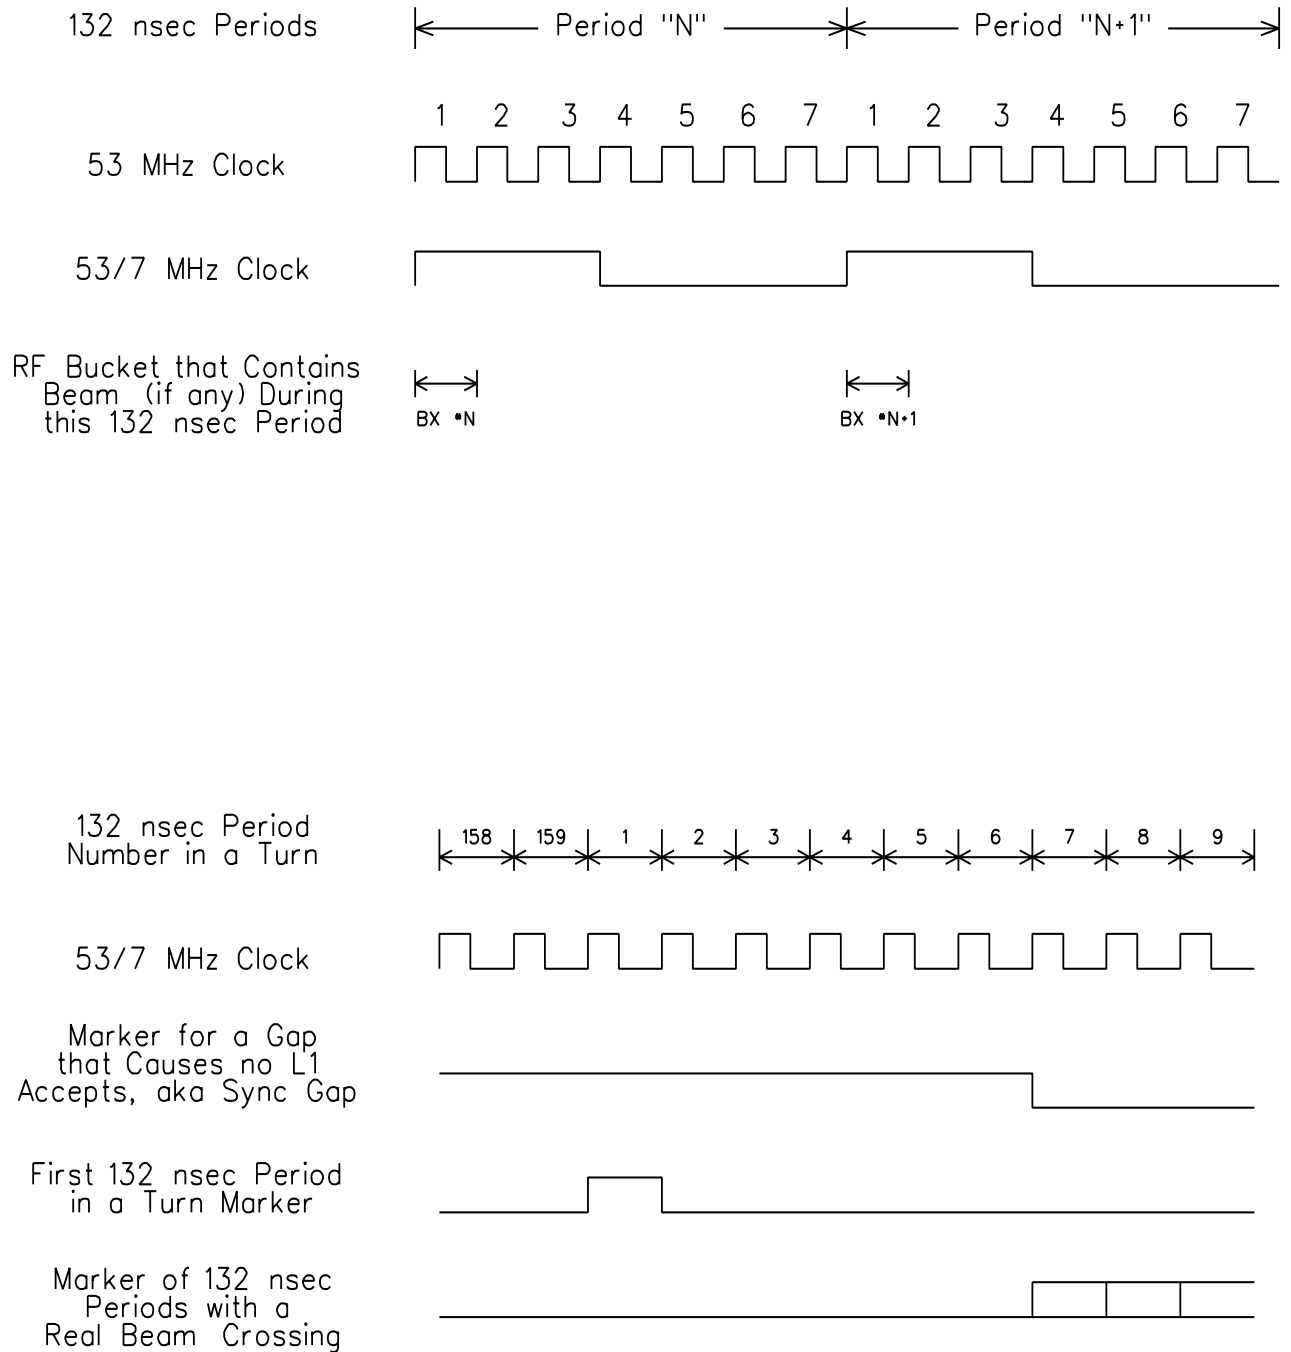 132 nsec Periods
Period "N"
Period "N+1"
1 2 3 4 5 6 7 1 2 3 4 5 6 7
53 MHz Clock
53/7 MHz Clock
RF Bucket that Contains
Beam (if any) During
this 132 nsec Period
BX #N
BX #N+1
132 nsec Period
Number in a Turn
158 159 1 2 3 4 5 6 7 8 9
53/7 MHz Clock
Marker for a Gap
that Causes no L1
Accepts, aka Sync Gap
First 132 nsec Period
in a Turn Marker
Marker of 132 nsec
Periods with a
Real Beam Crossing